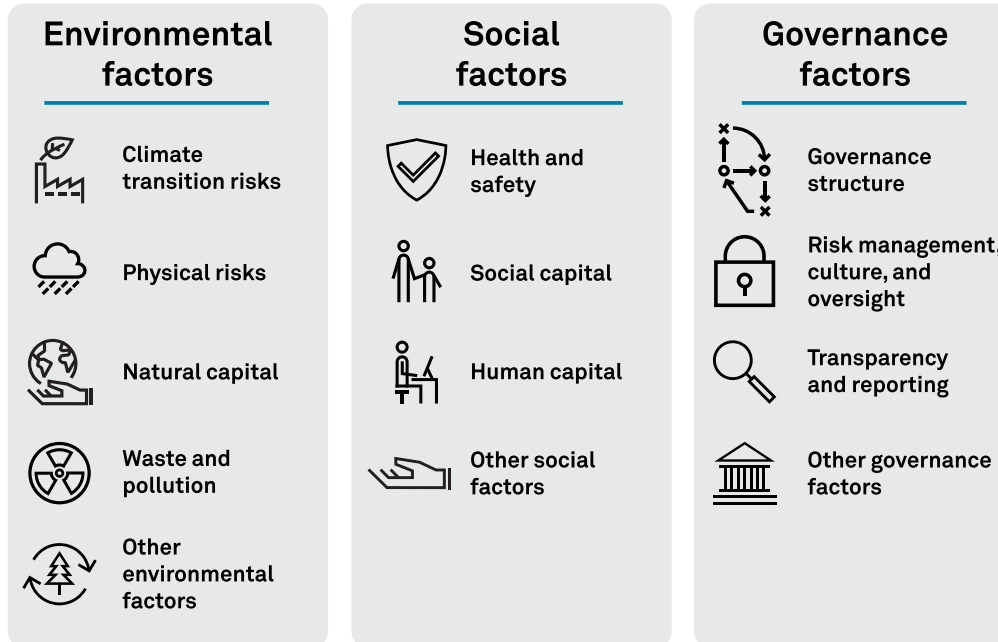 Environmental
factors
Climate
transition risks
Physical risks
Natural capital
Waste and
pollution
Other
environmental
factors
Social
factors
Health and
safety
Social capital
Human capital
Other social
factors
Governance
factors
Governance
structure
Risk management,
culture, and
oversight
Transparency
and reporting
Other governance
factors